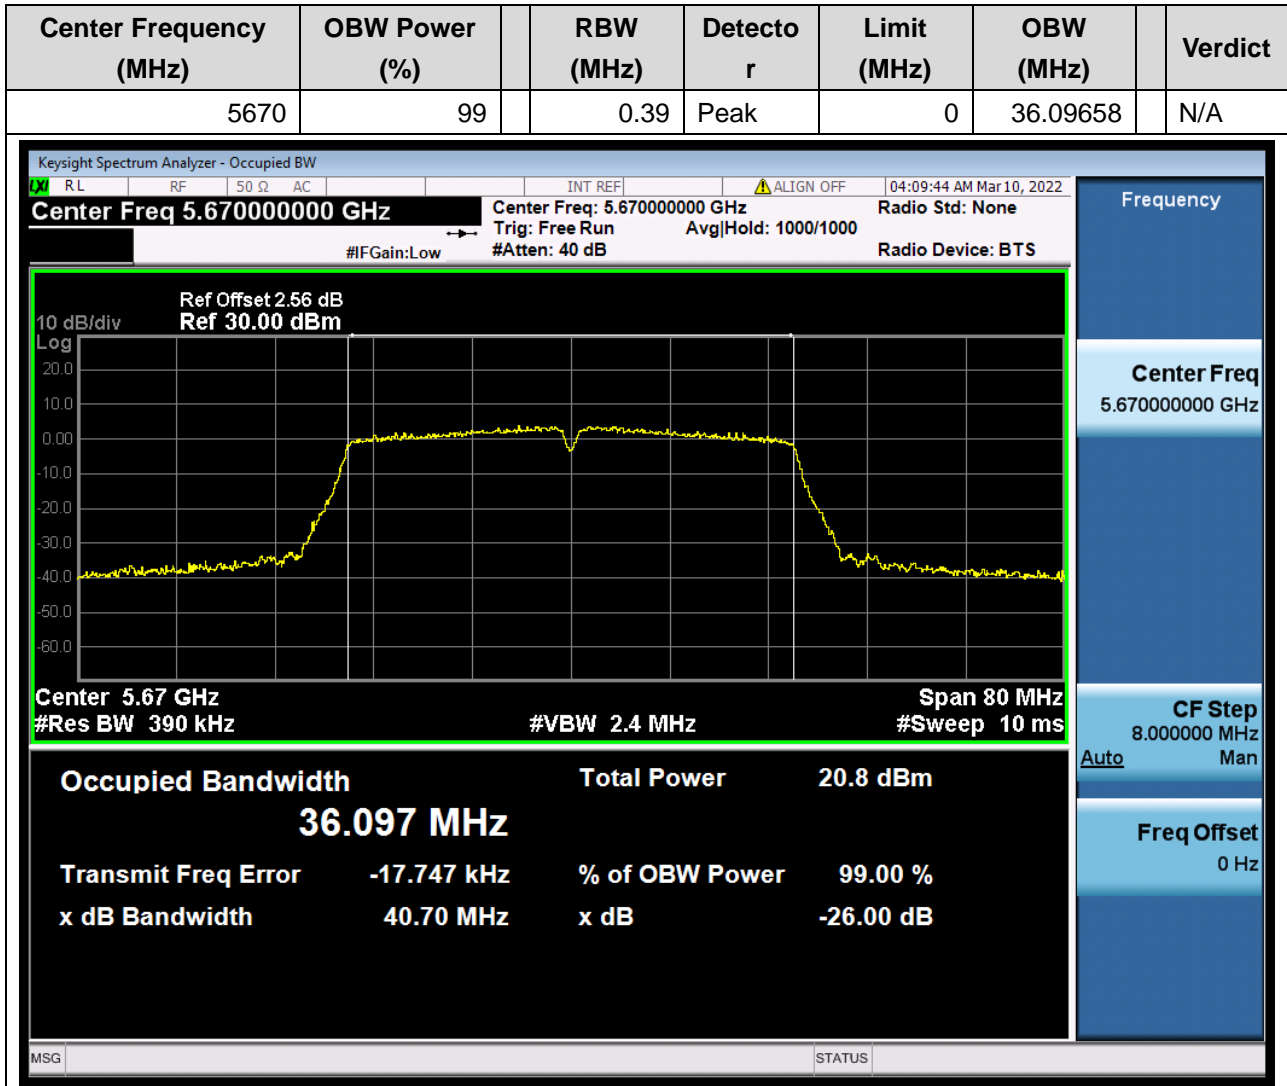 Center Frequency (MHz) OBW Power (%) RBW (MHz) Detector Limit (MHz) OBW (MHz) Verdict
5670 99 0.39 Peak 0 36.09658 N/A
Keysight Spectrum Analyzer - Occupied BW
LXI RL RF 50 Ω AC INT REF ALIGN OFF 04:09:44 AM Mar 10, 2022
Center Freq 5.670000000 GHz
Center Freq: 5.670000000 GHz Radio Std: None
Trig: Free Run Avg|Hold: 1000/1000
#IFGain:Low #Atten: 40 dB Radio Device: BTS
Ref Offset 2.56 dB
10 dB/div Ref 30.00 dBm
Log
20.0
10.0
0.00
-10.0
-20.0
-30.0
-40.0
-50.0
-60.0
Center 5.67 GHz Span 80 MHz
#Res BW 390 kHz #VBW 2.4 MHz #Sweep 10 ms
Occupied Bandwidth Total Power 20.8 dBm
36.097 MHz
Transmit Freq Error -17.747 kHz % of OBW Power 99.00 %
x dB Bandwidth 40.70 MHz x dB -26.00 dB
Frequency
Center Freq
5.670000000 GHz
CF Step
8.000000 MHz
Auto Man
Freq Offset
0 Hz
MSG STATUS